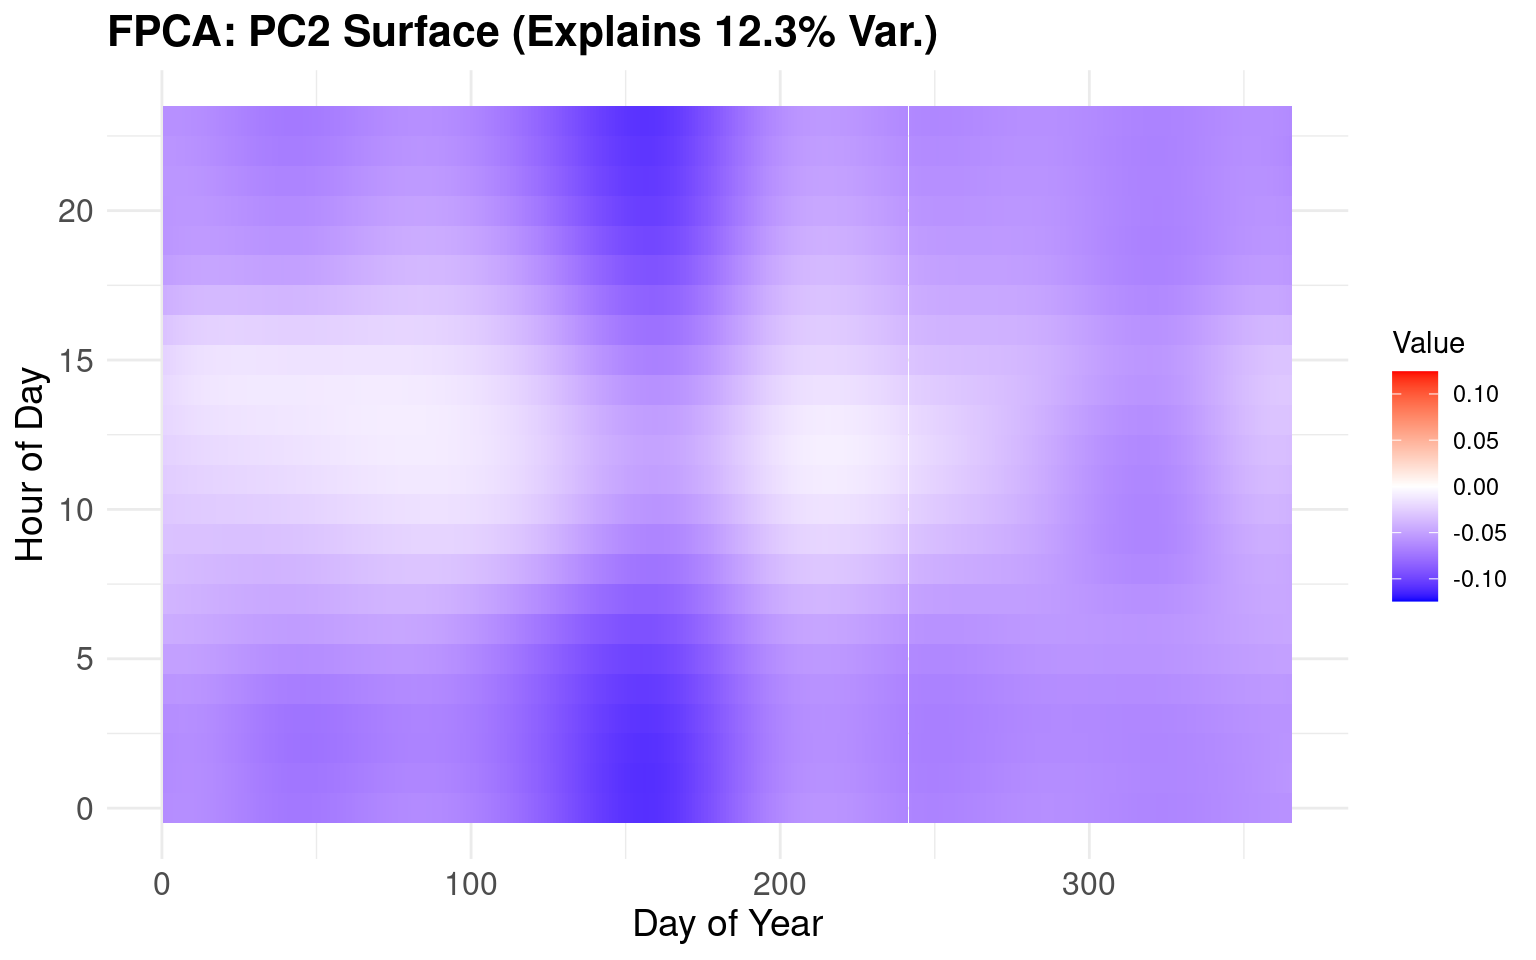 FPCA: PC2 Surface (Explains 12.3% Var.)
Hour of Day
20
15
10
5
0
0 100 200 300
Day of Year
Value
0.10
0.05
0.00
-0.05
-0.10